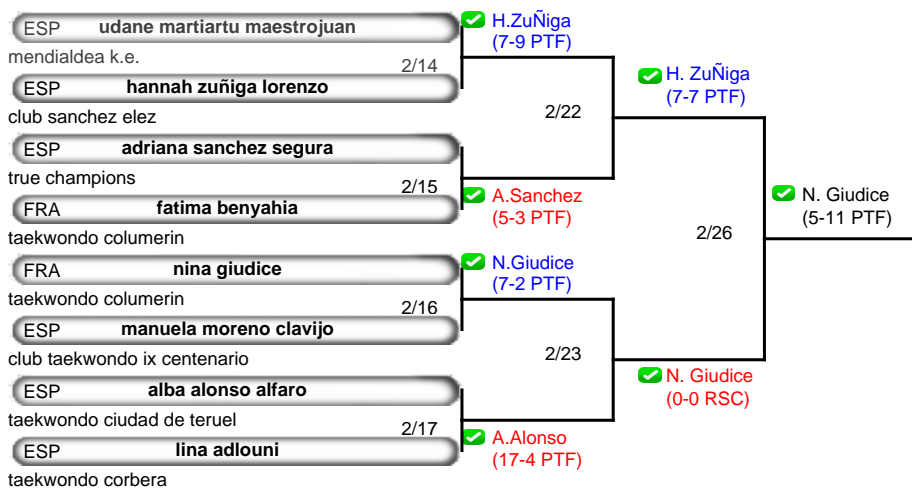 ESP udane martiartu maestrojuan
mendialdea k.e.
2/14
ESP hannah zuñiga lorenzo
club sanchez elez
H.ZuÑiga
(7-9 PTF)
ESP adriana sanchez segura
true champions
2/15
FRA fatima benyahia
taekwondo columerin
A.Sanchez
(5-3 PTF)
2/22
H. ZuÑiga
(7-7 PTF)
FRA nina giudice
taekwondo columerin
2/16
ESP manuela moreno clavijo
club taekwondo ix centenario
N.Giudice
(7-2 PTF)
ESP alba alonso alfaro
taekwondo ciudad de teruel
2/17
ESP lina adlouni
taekwondo corbera
A.Alonso
(17-4 PTF)
2/23
N. Giudice
(0-0 RSC)
2/26
N. Giudice
(5-11 PTF)